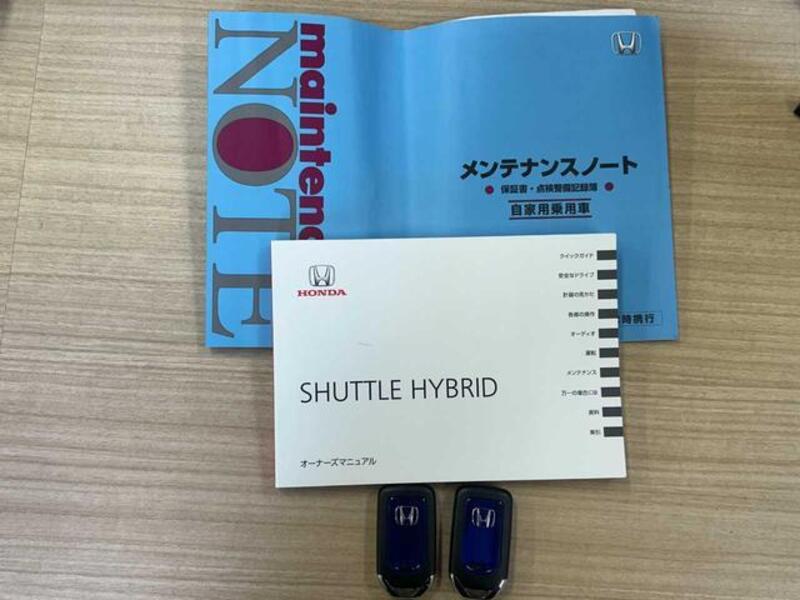 maintena
NOTE
メンテナンスノート
● 保証書・点検整備記録簿 ●
自家用乗用車
時携行
HONDA
SHUTTLE HYBRID
オーナーズマニュアル
クイックガイド
安全なドライブ
計器の見かた
各部の操作
オーディオ
運転
メンテナンス
万一の場合には
資料
索引